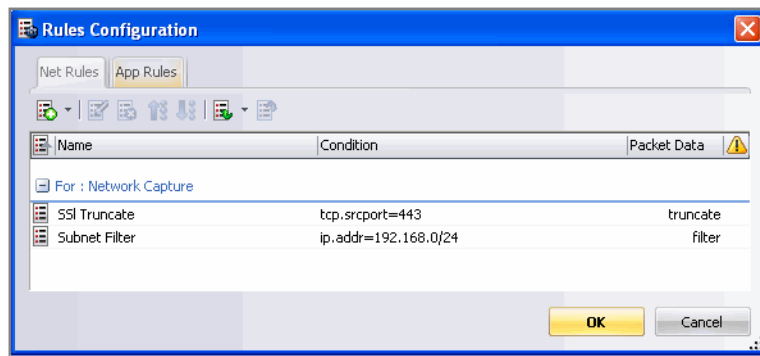 Rules Configuration
Net Rules App Rules
Name Condition Packet Data
For : Network Capture
SSl Truncate tcp.srcport=443 truncate
Subnet Filter ip.addr=192.168.0/24 filter
OK Cancel